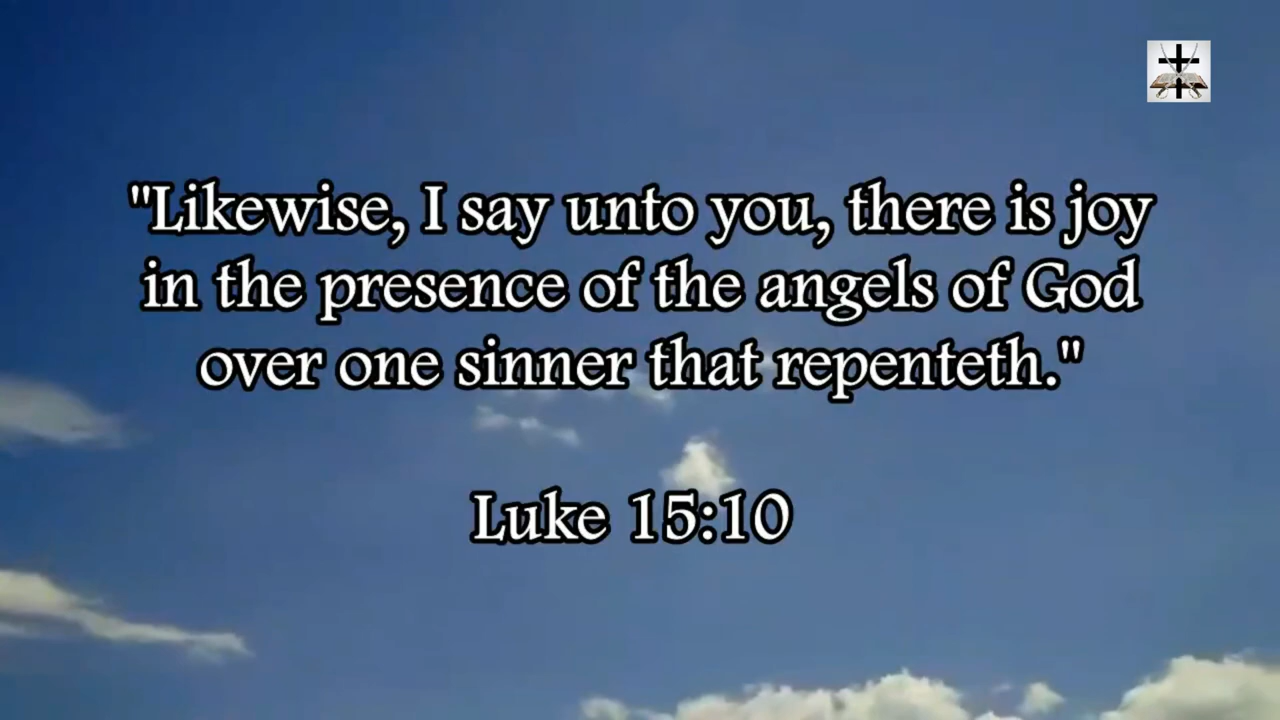 "Likewise, I say unto you, there is joy
in the presence of the angels of God
over one sinner that repenteth."
Luke 15:10